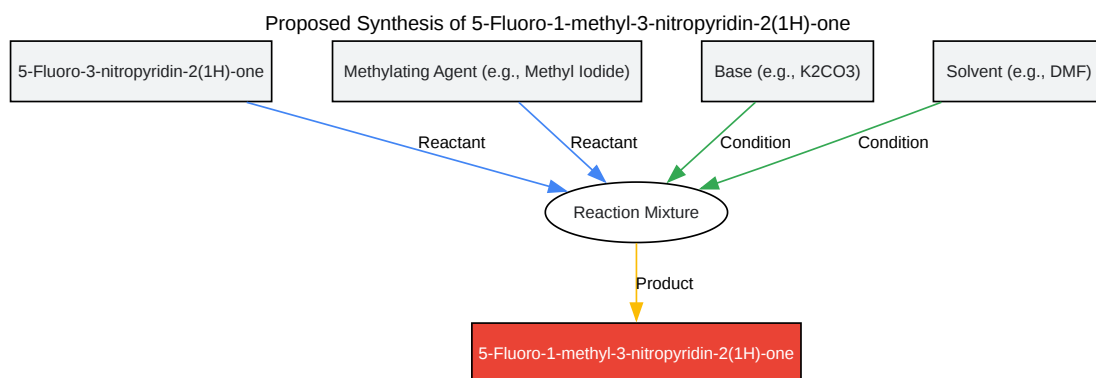 Proposed Synthesis of 5-Fluoro-1-methyl-3-nitropyridin-2(1H)-one
5-Fluoro-3-nitropyridin-2(1H)-one
Methylating Agent (e.g., Methyl Iodide)
Base (e.g., K2CO3)
Solvent (e.g., DMF)
Reactant
Reactant
Condition
Condition
Reaction Mixture
Product
5-Fluoro-1-methyl-3-nitropyridin-2(1H)-one